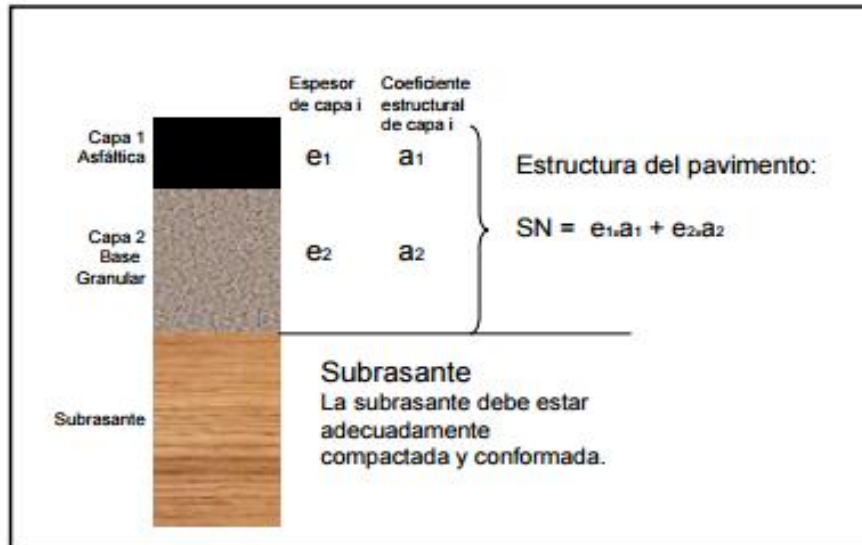 Espesor
de capa i
Coeficiente
estructural
de capa i
Capa 1
Asfáltica
e1
a1
Estructura del pavimento:
SN = e1.a1 + e2.a2
Capa 2
Base
Granular
e2
a2
Subrasante
Subrasante
La subrasante debe estar
adecuadamente
compactada y conformada.